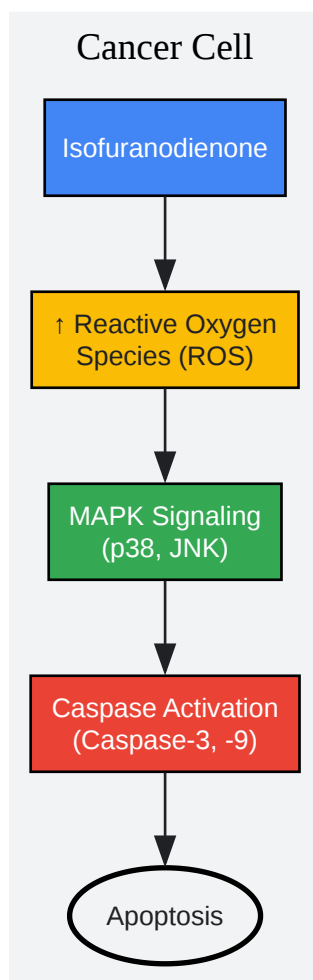 Cancer Cell
Isofuranodienone
↑ Reactive Oxygen
Species (ROS)
MAPK Signaling
(p38, JNK)
Caspase Activation
(Caspase-3, -9)
Apoptosis